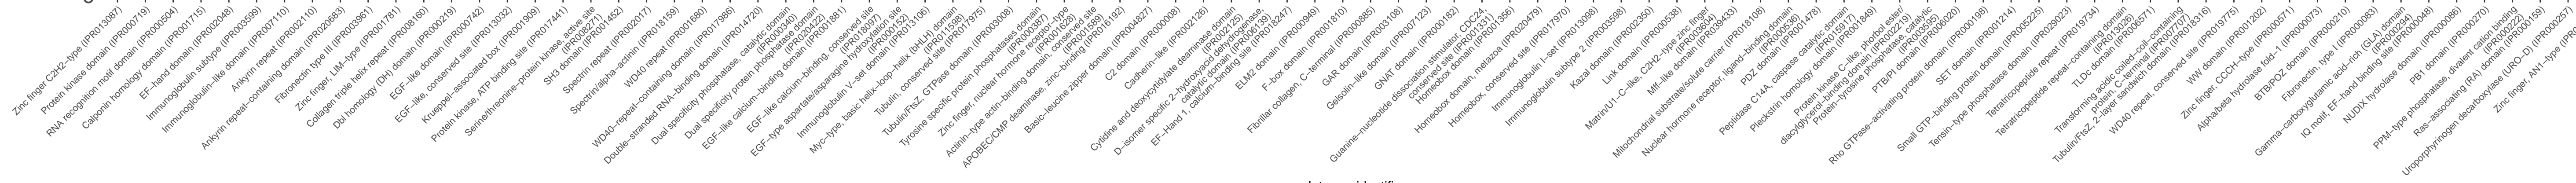 Zinc finger C2H2−type (IPR013087)
Protein kinase domain (IPR000719)
RNA recognition motif domain (IPR000504)
Calponin homology domain (IPR001715)
EF−hand domain (IPR002048)
Immunoglobulin subtype (IPR003599)
Immunoglobulin−like domain (IPR007110)
Ankyrin repeat (IPR002110)
Ankyrin repeat−containing domain (IPR020683)
Fibronectin type III (IPR003961)
Zinc finger, LIM−type (IPR001781)
Collagen triple helix repeat (IPR008160)
Dbl homology (DH) domain (IPR000219)
EGF−like domain (IPR000742)
EGF−like, conserved site (IPR013032)
Krueppel−associated box (IPR001909)
Protein kinase, ATP binding site (IPR017441)
Serine/threonine−protein kinase active site
(IPR008271)
SH3 domain (IPR001452)
Spectrin repeat (IPR002017)
Spectrin/alpha−actinin (IPR018159)
WD40 repeat (IPR001680)
WD40−repeat−containing domain (IPR017986)
Double−stranded RNA−binding domain (IPR014720)
Dual specificity phosphatase, catalytic domain
(IPR000340)
Dual specificity protein phosphatase domain
(IPR020422)
EGF−like calcium−binding domain (IPR001881)
EGF−like calcium−binding, conserved site
(IPR018097)
EGF−type aspartate/asparagine hydroxylation site
(IPR000152)
Immunoglobulin V−set domain (IPR013106)
Myc−type, basic helix−loop−helix (bHLH) domain
(IPR011598)
Tubulin, conserved site (IPR017975)
Tubulin/FtsZ, GTPase domain (IPR003008)
Tyrosine specific protein phosphatases domain
(IPR000387)
Zinc finger, nuclear hormone receptor−type
(IPR001628)
Actinin−type actin−binding domain, conserved site
(IPR001589)
APOBEC/CMP deaminase, zinc−binding (IPR016192)
Basic−leucine zipper domain (IPR004827)
C2 domain (IPR000008)
Cadherin−like (IPR002126)
Cytidine and deoxycytidylate deaminase domain
(IPR002125)
D−isomer specific 2−hydroxyacid dehydrogenase,
catalytic domain (IPR006139)
EF−Hand 1, calcium−binding site (IPR018247)
ELM2 domain (IPR000949)
F−box domain (IPR001810)
Fibrillar collagen, C−terminal (IPR000885)
GAR domain (IPR003108)
Gelsolin−like domain (IPR007123)
GNAT domain (IPR000182)
Guanine−nucleotide dissociation stimulator, CDC24,
conserved site (IPR001331)
Homeobox domain (IPR001356)
Homeobox domain, metazoa (IPR020479)
Homeobox, conserved site (IPR017970)
Immunoglobulin I−set (IPR013098)
Immunoglobulin subtype 2 (IPR003598)
Kazal domain (IPR002350)
Link domain (IPR000538)
Matrin/U1−C−like, C2H2−type zinc finger
(IPR003604)
Mitochondrial substrate/solute carrier (IPR018108)
Nuclear hormone receptor, ligand−binding domain
(IPR000536)
PDZ domain (IPR001478)
Peptidase C14A, caspase catalytic domain
(IPR015917)
Pleckstrin homology domain (IPR001849)
Protein kinase C−like, phorbol ester/
diacylglycerol−binding domain (IPR002219)
Protein−tyrosine phosphatase, catalytic
(IPR003595)
Rho GTPase−activating protein domain (IPR000198)
SET domain (IPR001214)
Small GTP−binding protein domain (IPR005225)
Tensin−type phosphatase domain (IPR029023)
Tetratricopeptide repeat (IPR019734)
Tetratricopeptide repeat−containing domain
(IPR013026)
TLDc domain (IPR006571)
Transforming acidic coiled−coil−containing
protein, C−terminal (IPR007707)
Tubulin/FtsZ, 2−layer sandwich domain (IPR018316)
WD40 repeat, conserved site (IPR019775)
WW domain (IPR001202)
Zinc finger, CCCH−type (IPR000571)
Alpha/beta hydrolase fold−1 (IPR000073)
BTB/POZ domain (IPR000210)
Fibronectin, type I (IPR000083)
Gamma−carboxyglutamic acid−rich (GLA) domain
(IPR000294)
IQ motif, EF−hand binding site (IPR000048)
NUDIX hydrolase domain (IPR000086)
PB1 domain (IPR000270)
PPM−type phosphatase, divalent cation binding
(IPR000222)
Ras−associating (RA) domain (IPR000159)
Uroporphyrinogen decarboxylase (URO−D) (IPR000257)
Zinc finger, AN1−type